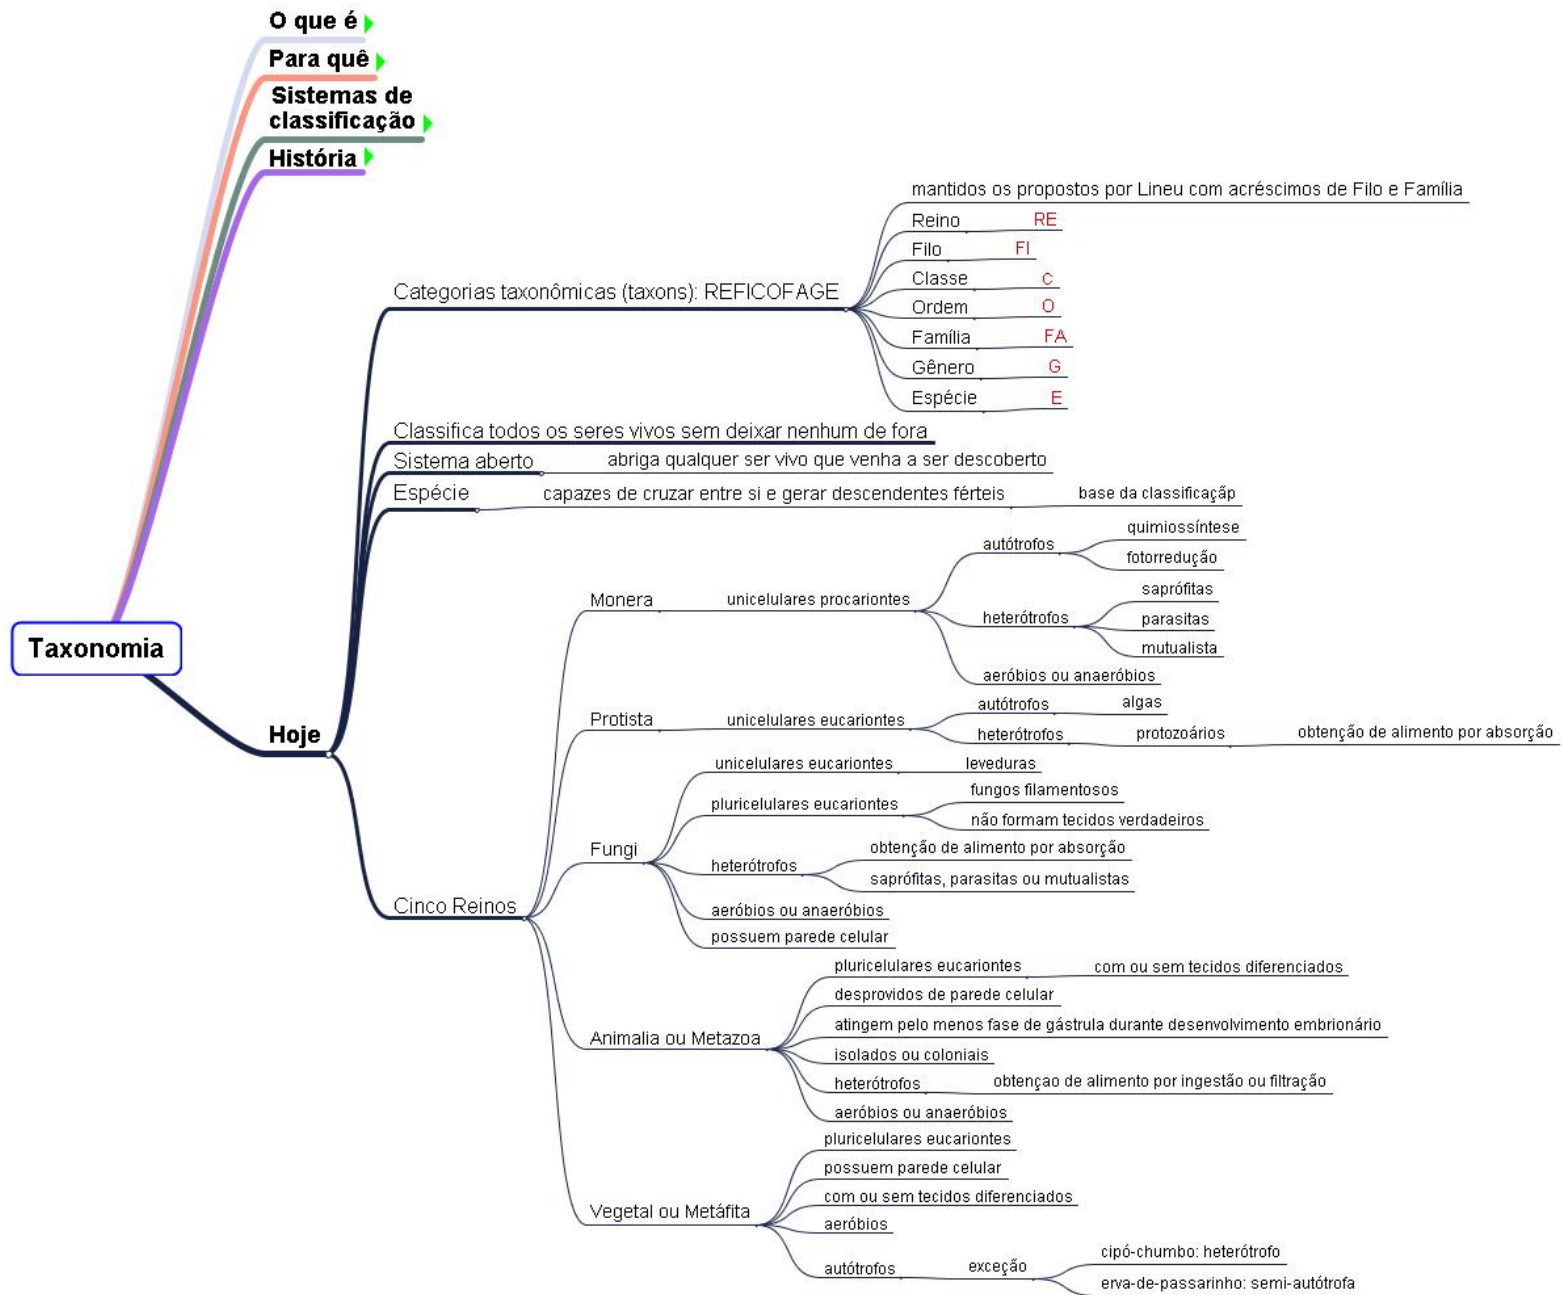 O que é
Para quê
Sistemas de
classificação
História
Taxonomia
Hoje
Categorias taxonômicas (taxons): REFICOFAGE
mantidos os propostos por Lineu com acréscimos de Filo e Família
Reino RE
Filo FI
Classe C
Ordem O
Família FA
Gênero G
Espécie E
Classifica todos os seres vivos sem deixar nenhum de fora
Sistema aberto abriga qualquer ser vivo que venha a ser descoberto
Espécie capazes de cruzar entre si e gerar descendentes férteis base da classificaçãp
Cinco Reinos
Monera unicelulares procariontes
autótrofos
quimiossíntese
fotorredução
heterótrofos
saprófitas
parasitas
mutualista
aeróbios ou anaeróbios
Protista unicelulares eucariontes
autótrofos algas
heterótrofos protozoários obtenção de alimento por absorção
Fungi
unicelulares eucariontes leveduras
pluricelulares eucariontes
fungos filamentosos
não formam tecidos verdadeiros
heterótrofos
obtenção de alimento por absorção
saprófitas, parasitas ou mutualistas
aeróbios ou anaeróbios
possuem parede celular
Animalia ou Metazoa
pluricelulares eucariontes com ou sem tecidos diferenciados
desprovidos de parede celular
atingem pelo menos fase de gástrula durante desenvolvimento embrionário
isolados ou coloniais
heterótrofos obtençao de alimento por ingestão ou filtração
aeróbios ou anaeróbios
Vegetal ou Metáfita
pluricelulares eucariontes
possuem parede celular
com ou sem tecidos diferenciados
aeróbios
autótrofos exceção
cipó-chumbo: heterótrofo
erva-de-passarinho: semi-autótrofa